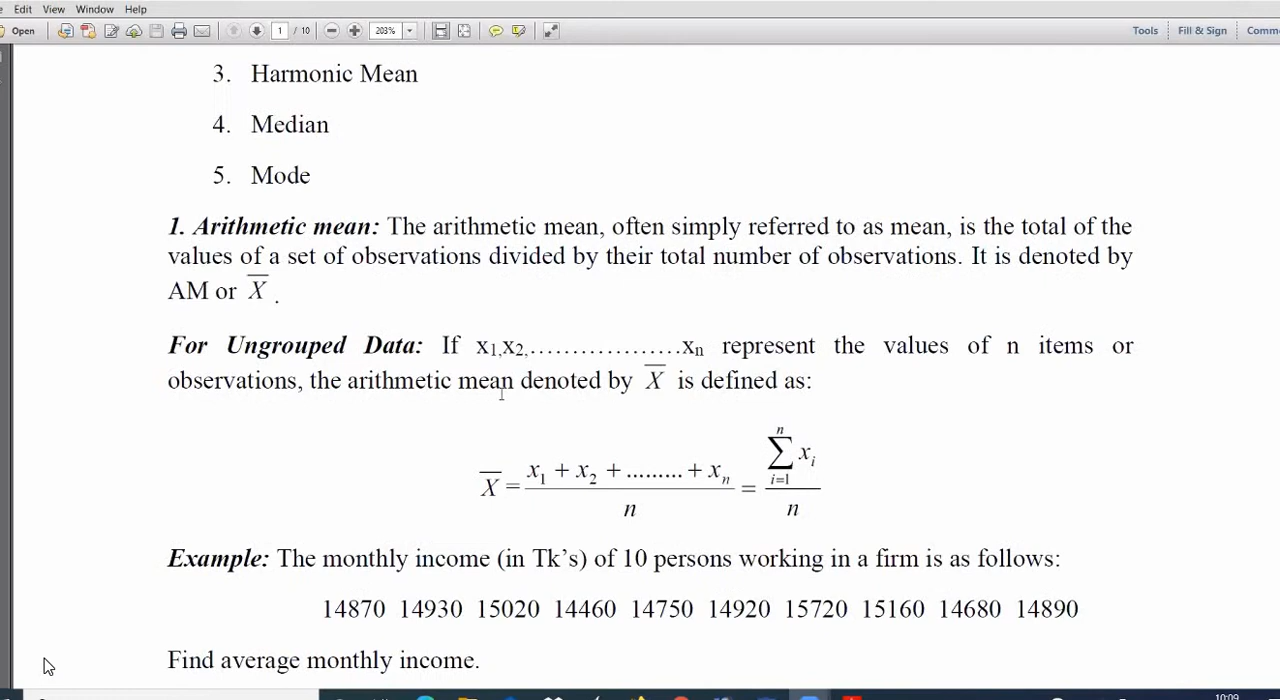 Edit View Window Help
Open 1 / 10 203% Tools Fill & Sign
3. Harmonic Mean
4. Median
5. Mode
1. Arithmetic mean: The arithmetic mean, often simply referred to as mean, is the total of the
values of a set of observations divided by their total number of observations. It is denoted by
AM or X̅ .
For Ungrouped Data: If x₁,x₂,....................xₙ represent the values of n items or
observations, the arithmetic mean denoted by X̅ is defined as:
X̅ = (x₁ + x₂ + ......... + xₙ) / n = (∑ᵢ₌₁ⁿ xᵢ) / n
Example: The monthly income (in Tk's) of 10 persons working in a firm is as follows:
14870 14930 15020 14460 14750 14920 15720 15160 14680 14890
Find average monthly income.
10:09